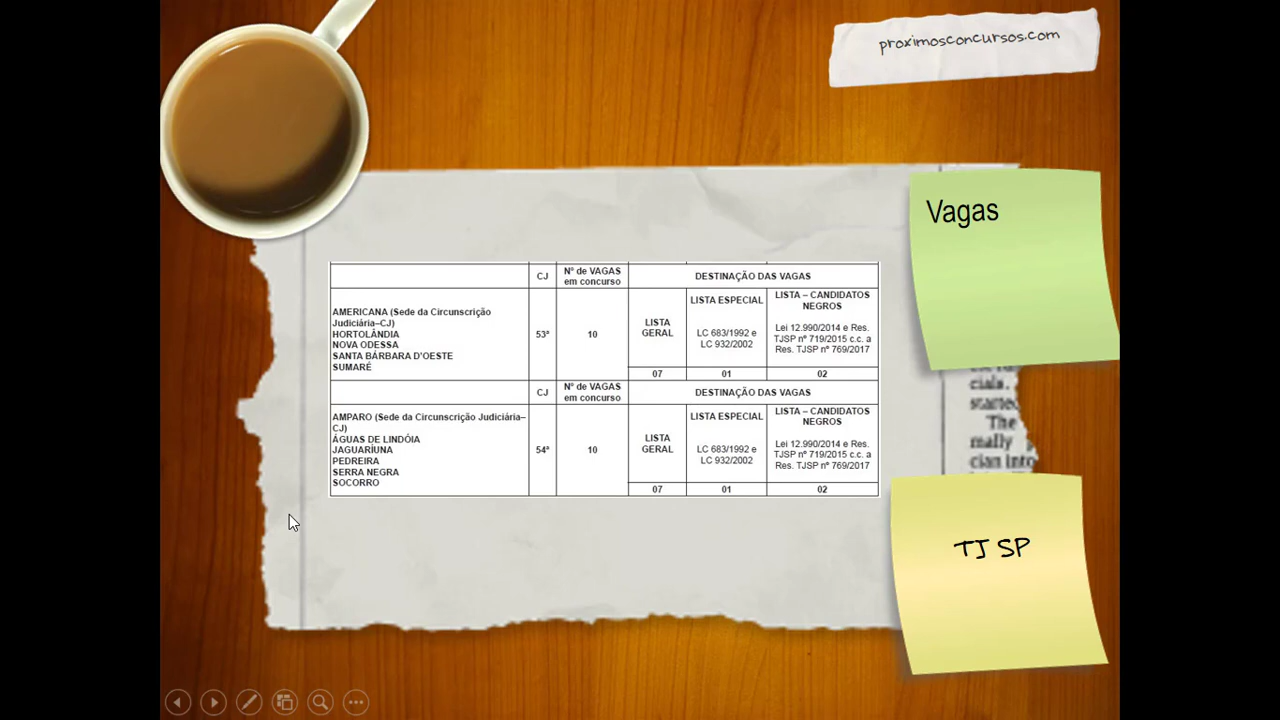 proximosconcursos.com
Vagas
CJ
Nº de VAGAS
em concurso
DESTINAÇÃO DAS VAGAS
AMERICANA (Sede da Circunscrição
Judiciária–CJ)
HORTOLÂNDIA
NOVA ODESSA
SANTA BÁRBARA D'OESTE
SUMARÉ
53ª
10
LISTA
GERAL
LISTA ESPECIAL
LC 683/1992 e
LC 932/2002
LISTA – CANDIDATOS
NEGROS
Lei 12.990/2014 e Res.
TJSP nº 719/2015 c.c. a
Res. TJSP nº 769/2017
07
01
02
CJ
Nº de VAGAS
em concurso
DESTINAÇÃO DAS VAGAS
AMPARO (Sede da Circunscrição Judiciária–
CJ)
ÁGUAS DE LINDÓIA
JAGUARIÚNA
PEDREIRA
SERRA NEGRA
SOCORRO
54ª
10
LISTA
GERAL
LISTA ESPECIAL
LC 683/1992 e
LC 932/2002
LISTA – CANDIDATOS
NEGROS
Lei 12.990/2014 e Res.
TJSP nº 719/2015 c.c. a
Res. TJSP nº 769/2017
07
01
02
cials.
started
The
mally
cian into
TJ SP